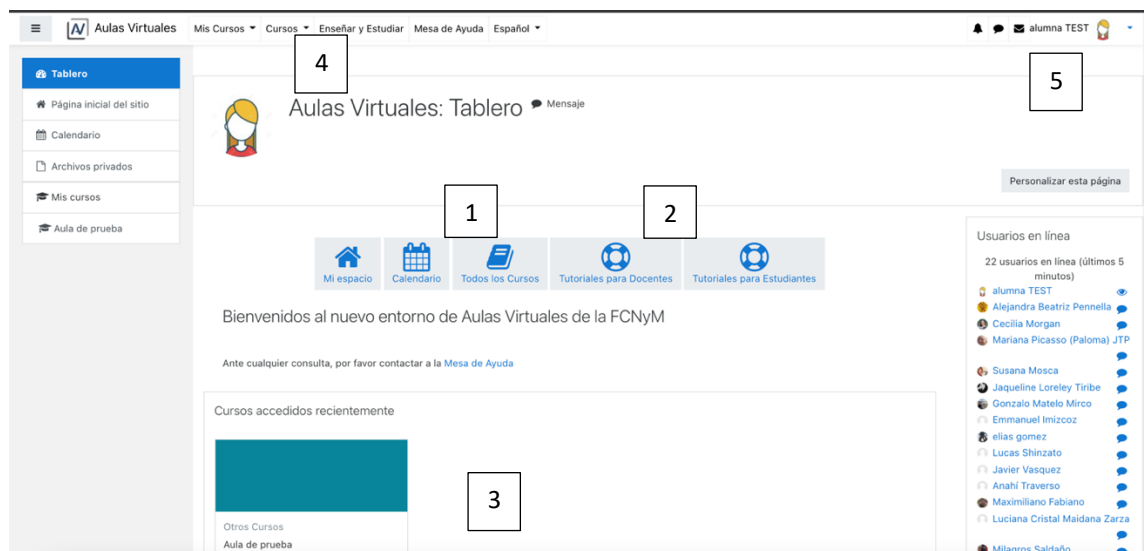 Aulas Virtuales Mis Cursos Cursos Enseñar y Estudiar Mesa de Ayuda Español alumna TEST
4
5
Tablero
Página inicial del sitio
Calendario
Archivos privados
Mis cursos
Aula de prueba
Aulas Virtuales: Tablero Mensaje
Personalizar esta página
1
2
Mi espacio Calendario Todos los Cursos Tutoriales para Docentes Tutoriales para Estudiantes
Bienvenidos al nuevo entorno de Aulas Virtuales de la FCNyM
Ante cualquier consulta, por favor contactar a la Mesa de Ayuda
Cursos accedidos recientemente
3
Otros Cursos
Aula de prueba
Usuarios en línea
22 usuarios en línea (últimos 5
minutos)
alumna TEST
Alejandra Beatriz Pennella
Cecilia Morgan
Mariana Picasso (Paloma) JTP
Susana Mosca
Jaqueline Loreley Tiribe
Gonzalo Matelo Mirco
Emmanuel Imizcoz
elias gomez
Lucas Shinzato
Javier Vasquez
Anahí Traverso
Maximiliano Fabiano
Luciana Cristal Maidana Zarza
Milagros Saldaño